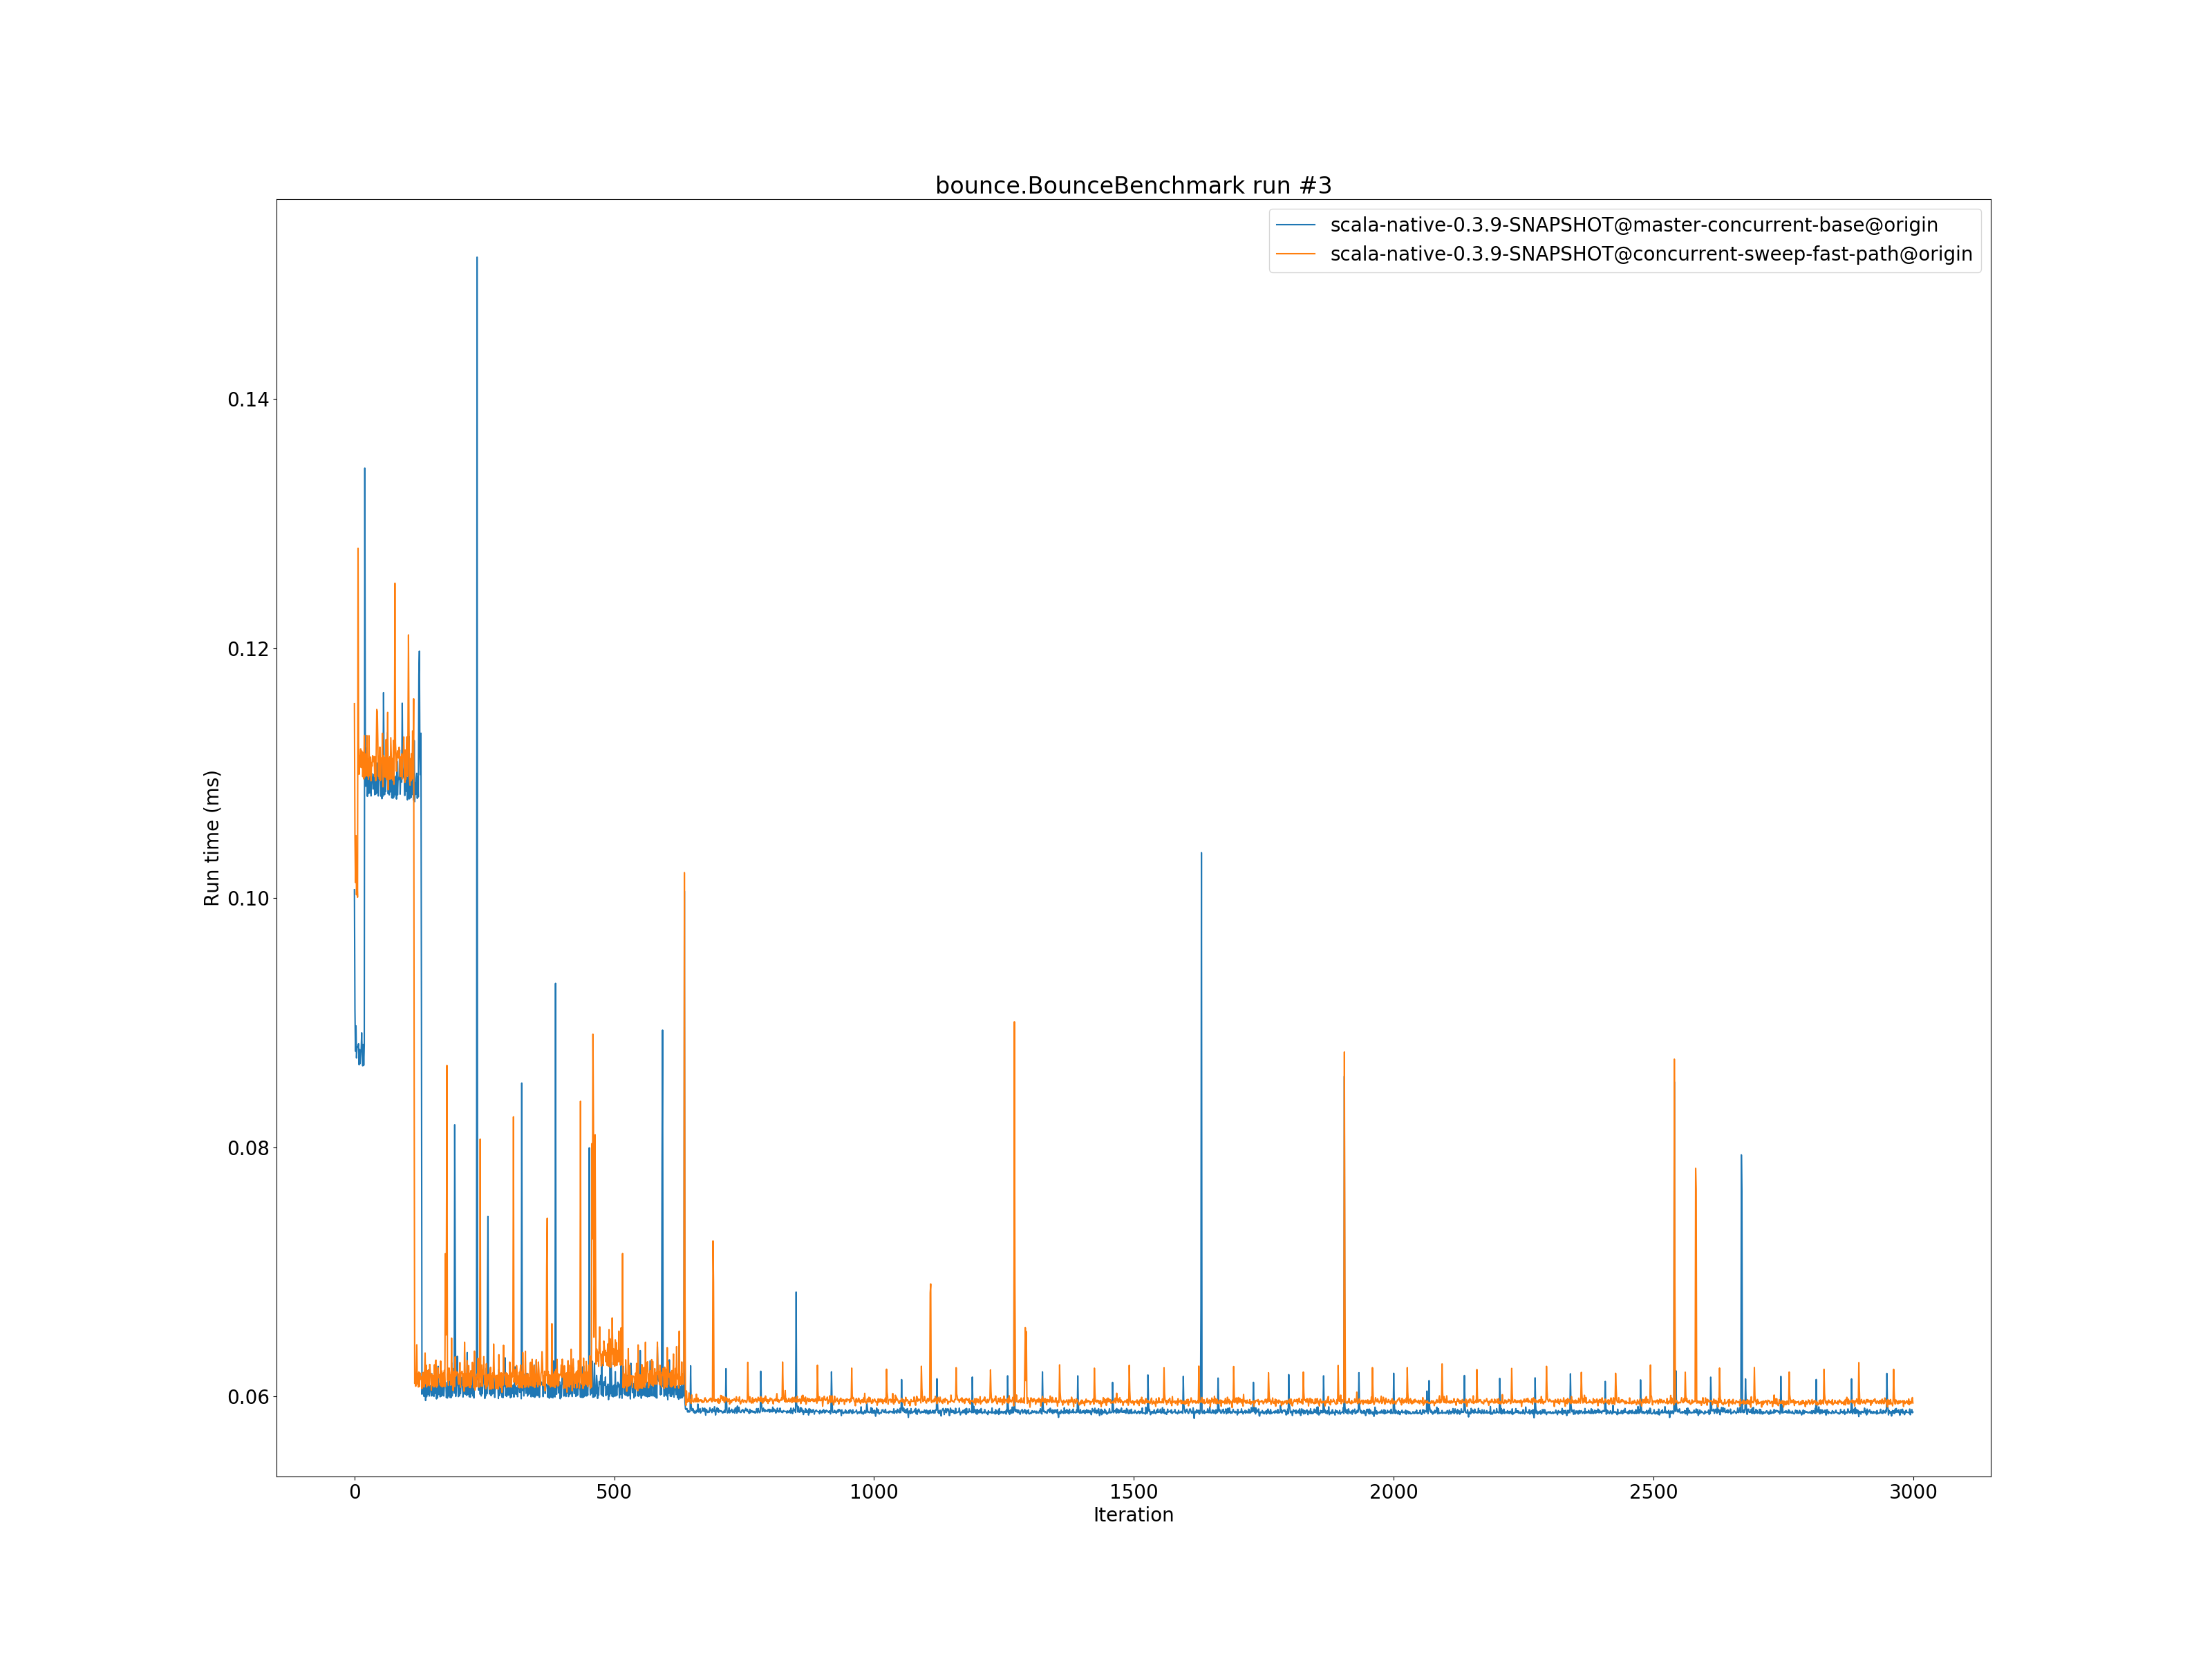 bounce.BounceBenchmark run #3
scala-native-0.3.9-SNAPSHOT@master-concurrent-base@origin
scala-native-0.3.9-SNAPSHOT@concurrent-sweep-fast-path@origin
0.14
0.12
0.10
0.08
0.06
Run time (ms)
0 500 1000 1500 2000 2500 3000
Iteration